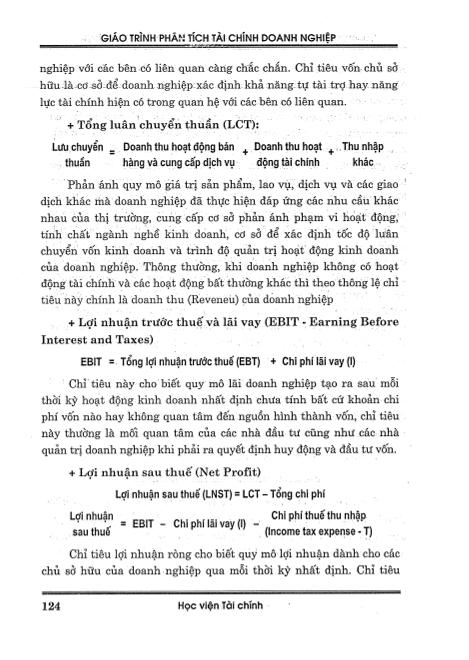 GIÁO TRÌNH PHÂN TÍCH TÀI CHÍNH DOANH NGHIỆP
nghiệp với các bên có liên quan càng chắc chắn. Chỉ tiêu vốn chủ sở
hữu là cơ sở để doanh nghiệp xác định khả năng tự tài trợ hay năng
lực tài chính hiện có trong quan hệ với các bên có liên quan.
+ Tổng luân chuyển thuần (LCT):
Lưu chuyển thuần = Doanh thu hoạt động bán hàng và cung cấp dịch vụ + Doanh thu hoạt động tài chính + Thu nhập khác
Phản ánh quy mô giá trị sản phẩm, lao vụ, dịch vụ và các giao
dịch khác mà doanh nghiệp đã thực hiện đáp ứng các nhu cầu khác
nhau của thị trường, cung cấp cơ sở phản ánh phạm vi hoạt động,
tính chất ngành nghề kinh doanh, cơ sở để xác định tốc độ luân
chuyển vốn kinh doanh và trình độ quản trị hoạt động kinh doanh
của doanh nghiệp. Thông thường, khi doanh nghiệp không có hoạt
động tài chính và các hoạt động bất thường khác thì theo thông lệ chỉ
tiêu này chính là doanh thu (Reveneu) của doanh nghiệp
+ Lợi nhuận trước thuế và lãi vay (EBIT - Earning Before
Interest and Taxes)
EBIT = Tổng lợi nhuận trước thuế (EBT) + Chi phí lãi vay (I)
Chỉ tiêu này cho biết quy mô lãi doanh nghiệp tạo ra sau mỗi
thời kỳ hoạt động kinh doanh nhất định chưa tính bất cứ khoản chi
phí vốn nào hay không quan tâm đến nguồn hình thành vốn, chỉ tiêu
này thường là mối quan tâm của các nhà đầu tư cũng như các nhà
quản trị doanh nghiệp khi phải ra quyết định huy động và đầu tư vốn.
+ Lợi nhuận sau thuế (Net Profit)
Lợi nhuận sau thuế (LNST) = LCT – Tổng chi phí
Lợi nhuận sau thuế = EBIT – Chi phí lãi vay (I) – Chi phí thuế thu nhập (Income tax expense - T)
Chỉ tiêu lợi nhuận ròng cho biết quy mô lợi nhuận dành cho các
chủ sở hữu của doanh nghiệp qua mỗi thời kỳ nhất định. Chỉ tiêu
124
Học viện Tài chính